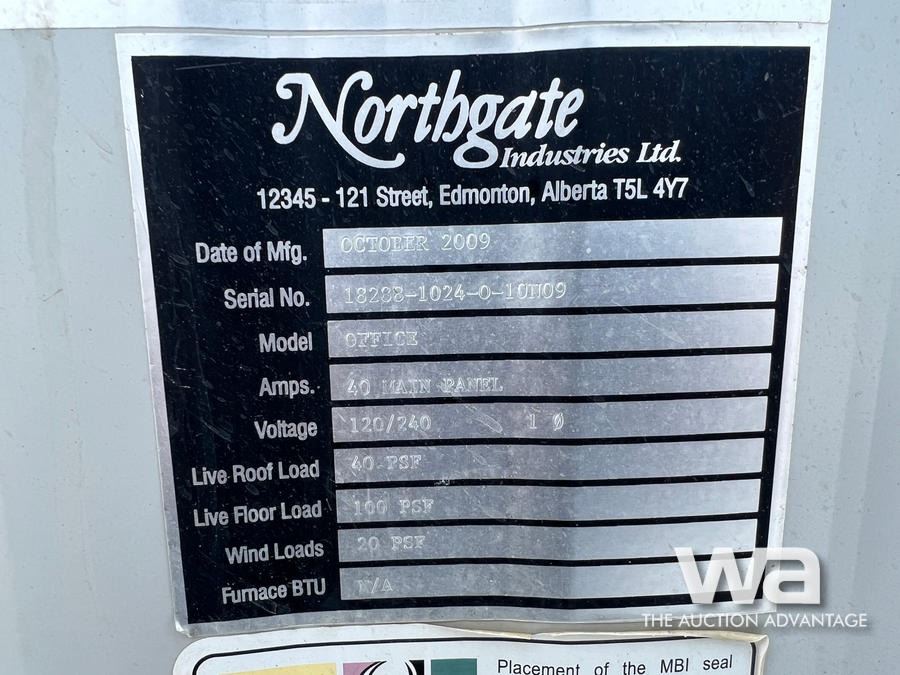 Northgate
Industries Ltd.
12345 - 121 Street, Edmonton, Alberta T5L 4Y7
Date of Mfg. OCTOBER 2009
Serial No. 18288-1024-O-10N09
Model OFFICE
Amps. 40 MAIN PANEL
Voltage 120/240 1 Ø
Live Roof Load 40 PSF
Live Floor Load 100 PSF
Wind Loads 20 PSF
Furnace BTU N/A
wa
THE AUCTION ADVANTAGE
Placement of the MBI seal